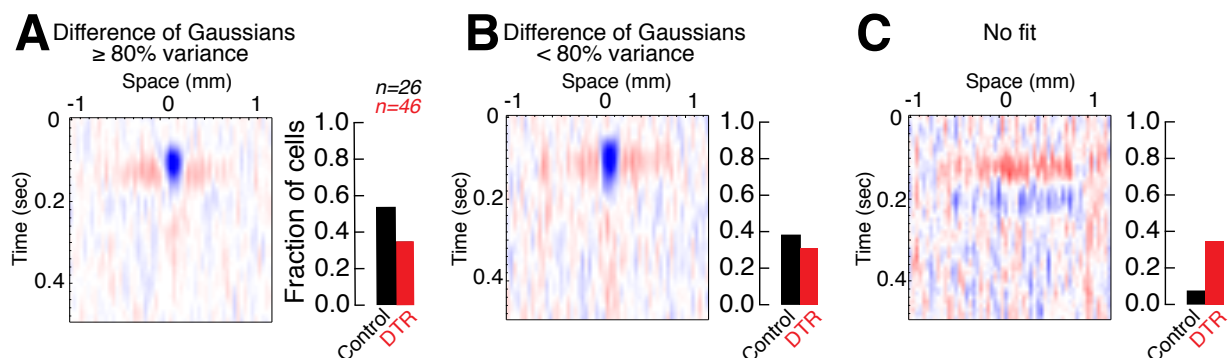 A Difference of Gaussians
≥ 80% variance
Space (mm)
-1 0 1
n=26
n=46
0
0.2
0.4
Time (sec)
1.0
0.8
0.6
0.4
0.2
0.0
Fraction of cells
Control
DTR
B Difference of Gaussians
< 80% variance
Space (mm)
-1 0 1
0
0.2
0.4
Time (sec)
1.0
0.8
0.6
0.4
0.2
0.0
Control
DTR
C No fit
Space (mm)
-1 0 1
0
0.2
0.4
Time (sec)
1.0
0.8
0.6
0.4
0.2
0.0
Control
DTR